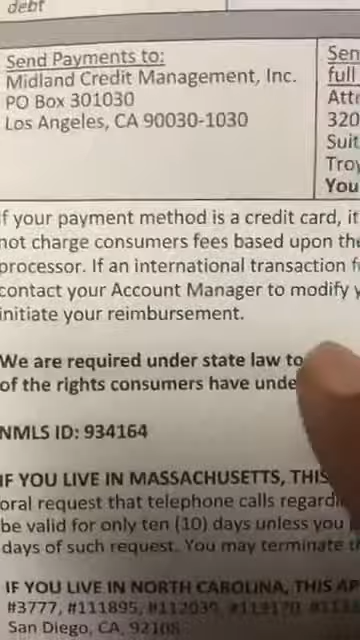 debt
Send Payments to:
Midland Credit Management, Inc.
PO Box 301030
Los Angeles, CA 90030-1030
Sen
full
Att
320
Suit
Troy
You
If your payment method is a credit card, it
not charge consumers fees based upon the
processor. If an international transaction f
contact your Account Manager to modify y
initiate your reimbursement.
We are required under state law to
of the rights consumers have unde
NMLS ID: 934164
IF YOU LIVE IN MASSACHUSETTS, THIS
oral request that telephone calls regardi
be valid for only ten (10) days unless you
days of such request. You may terminate t
IF YOU LIVE IN NORTH CAROLINA, THIS AP
#3777, #111895, #112039, #113170
San Diego, CA, 92108